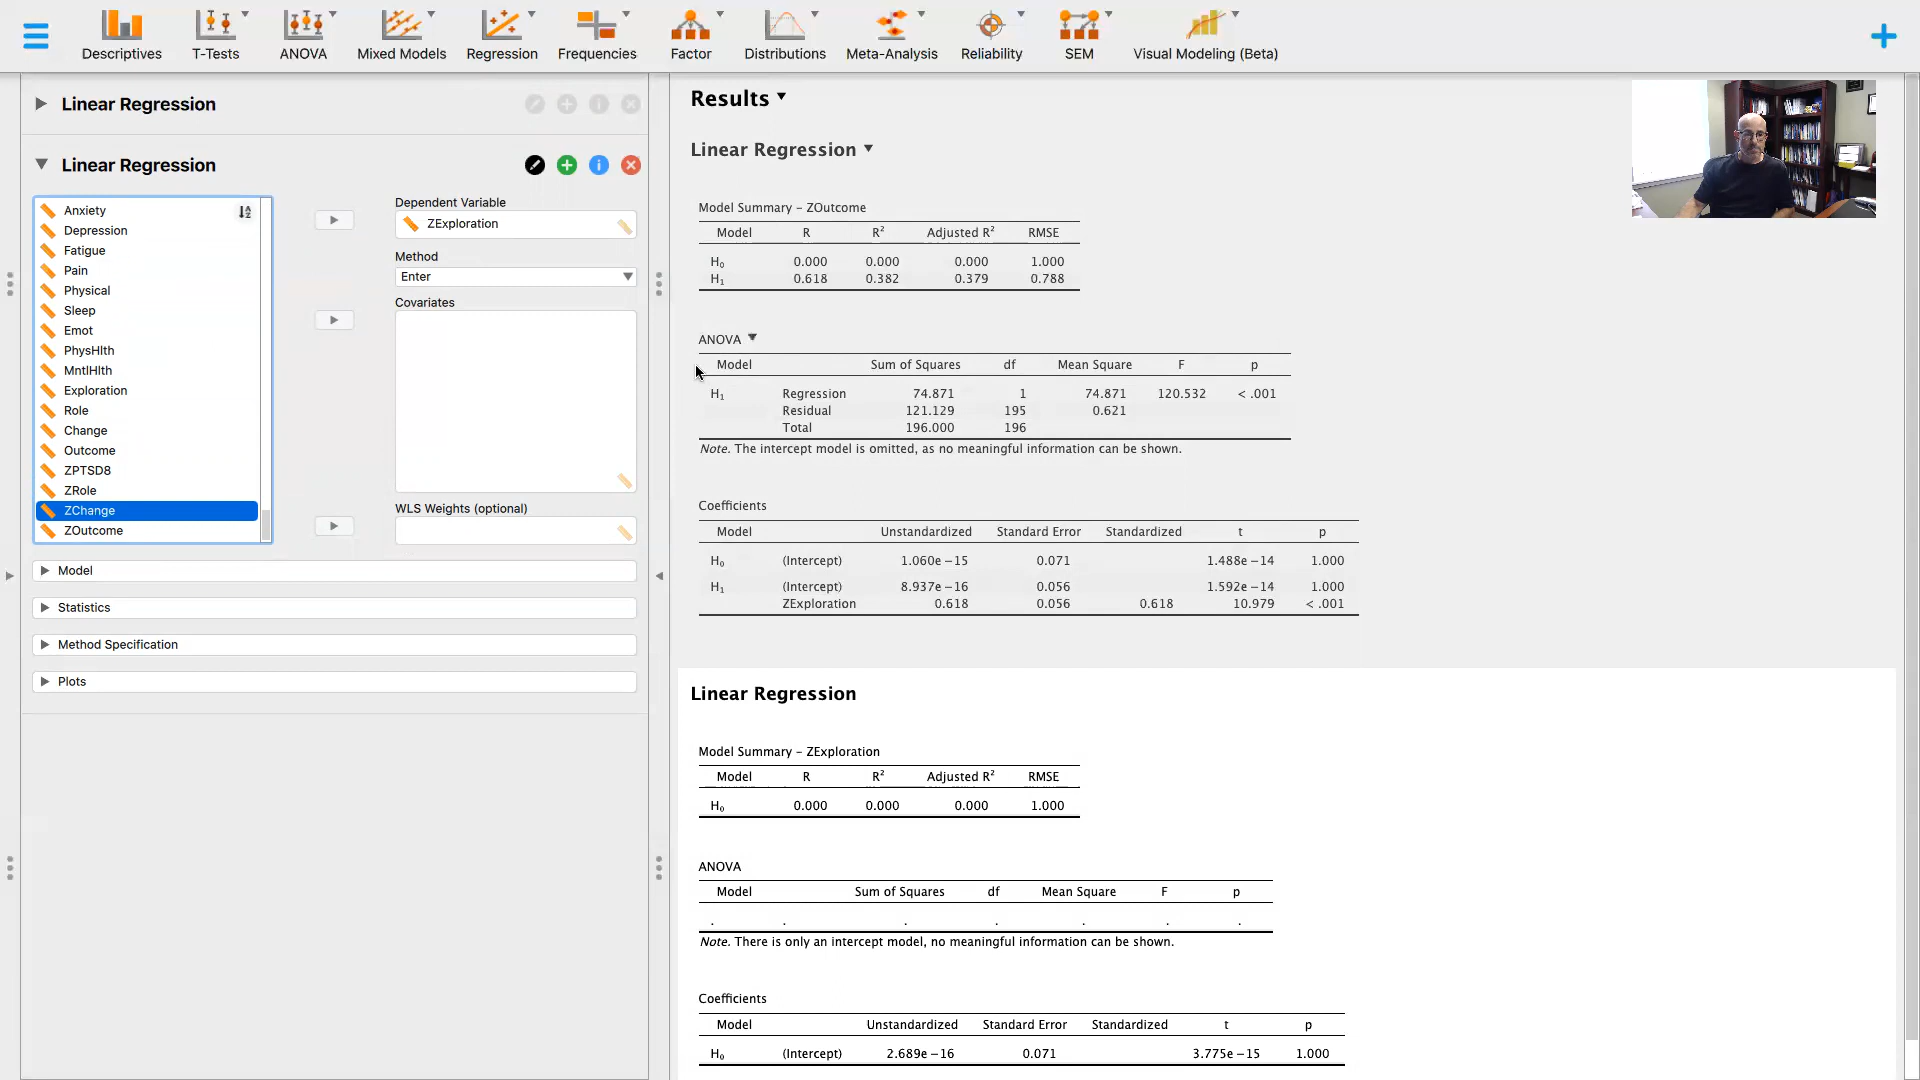 Descriptives T-Tests ANOVA Mixed Models Regression Frequencies Factor Distributions Meta-Analysis Reliability SEM Visual Modeling (Beta)
Linear Regression
Linear Regression
Anxiety
Depression
Fatigue
Pain
Physical
Sleep
Emot
PhysHlth
MntlHlth
Exploration
Role
Change
Outcome
ZPTSD8
ZRole
ZChange
ZOutcome
Dependent Variable
ZExploration
Method
Enter
Covariates
WLS Weights (optional)
Model
Statistics
Method Specification
Plots
Results
Linear Regression
Model Summary – ZOutcome
Model R R² Adjusted R² RMSE
H₀ 0.000 0.000 0.000 1.000
H₁ 0.618 0.382 0.379 0.788
ANOVA
Model Sum of Squares df Mean Square F p
H₁ Regression 74.871 1 74.871 120.532 < .001
Residual 121.129 195 0.621
Total 196.000 196
Note. The intercept model is omitted, as no meaningful information can be shown.
Coefficients
Model Unstandardized Standard Error Standardized t p
H₀ (Intercept) 1.060e −15 0.071 1.488e −14 1.000
H₁ (Intercept) 8.937e −16 0.056 1.592e −14 1.000
ZExploration 0.618 0.056 0.618 10.979 < .001
Linear Regression
Model Summary – ZExploration
Model R R² Adjusted R² RMSE
H₀ 0.000 0.000 0.000 1.000
ANOVA
Model Sum of Squares df Mean Square F p
. . . . . . .
Note. There is only an intercept model, no meaningful information can be shown.
Coefficients
Model Unstandardized Standard Error Standardized t p
H₀ (Intercept) 2.689e −16 0.071 3.775e −15 1.000